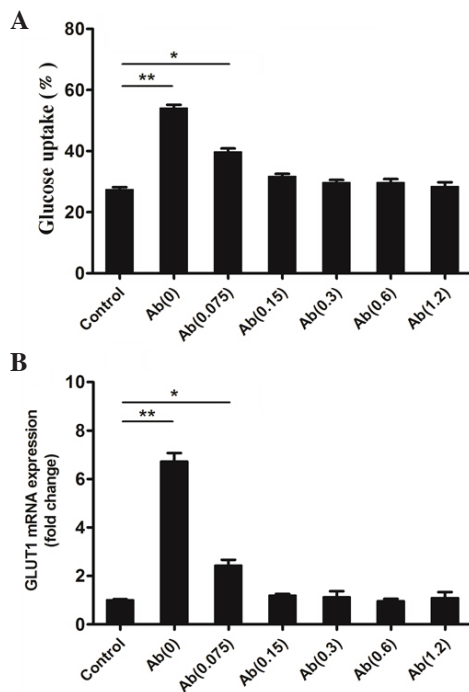 A
Glucose uptake (%)
80
60
40
20
0
*
**
Control
Ab(0)
Ab(0.075)
Ab(0.15)
Ab(0.3)
Ab(0.6)
Ab(1.2)
B
GLUT1 mRNA expression
(fold change)
10
8
6
4
2
0
*
**
Control
Ab(0)
Ab(0.075)
Ab(0.15)
Ab(0.3)
Ab(0.6)
Ab(1.2)